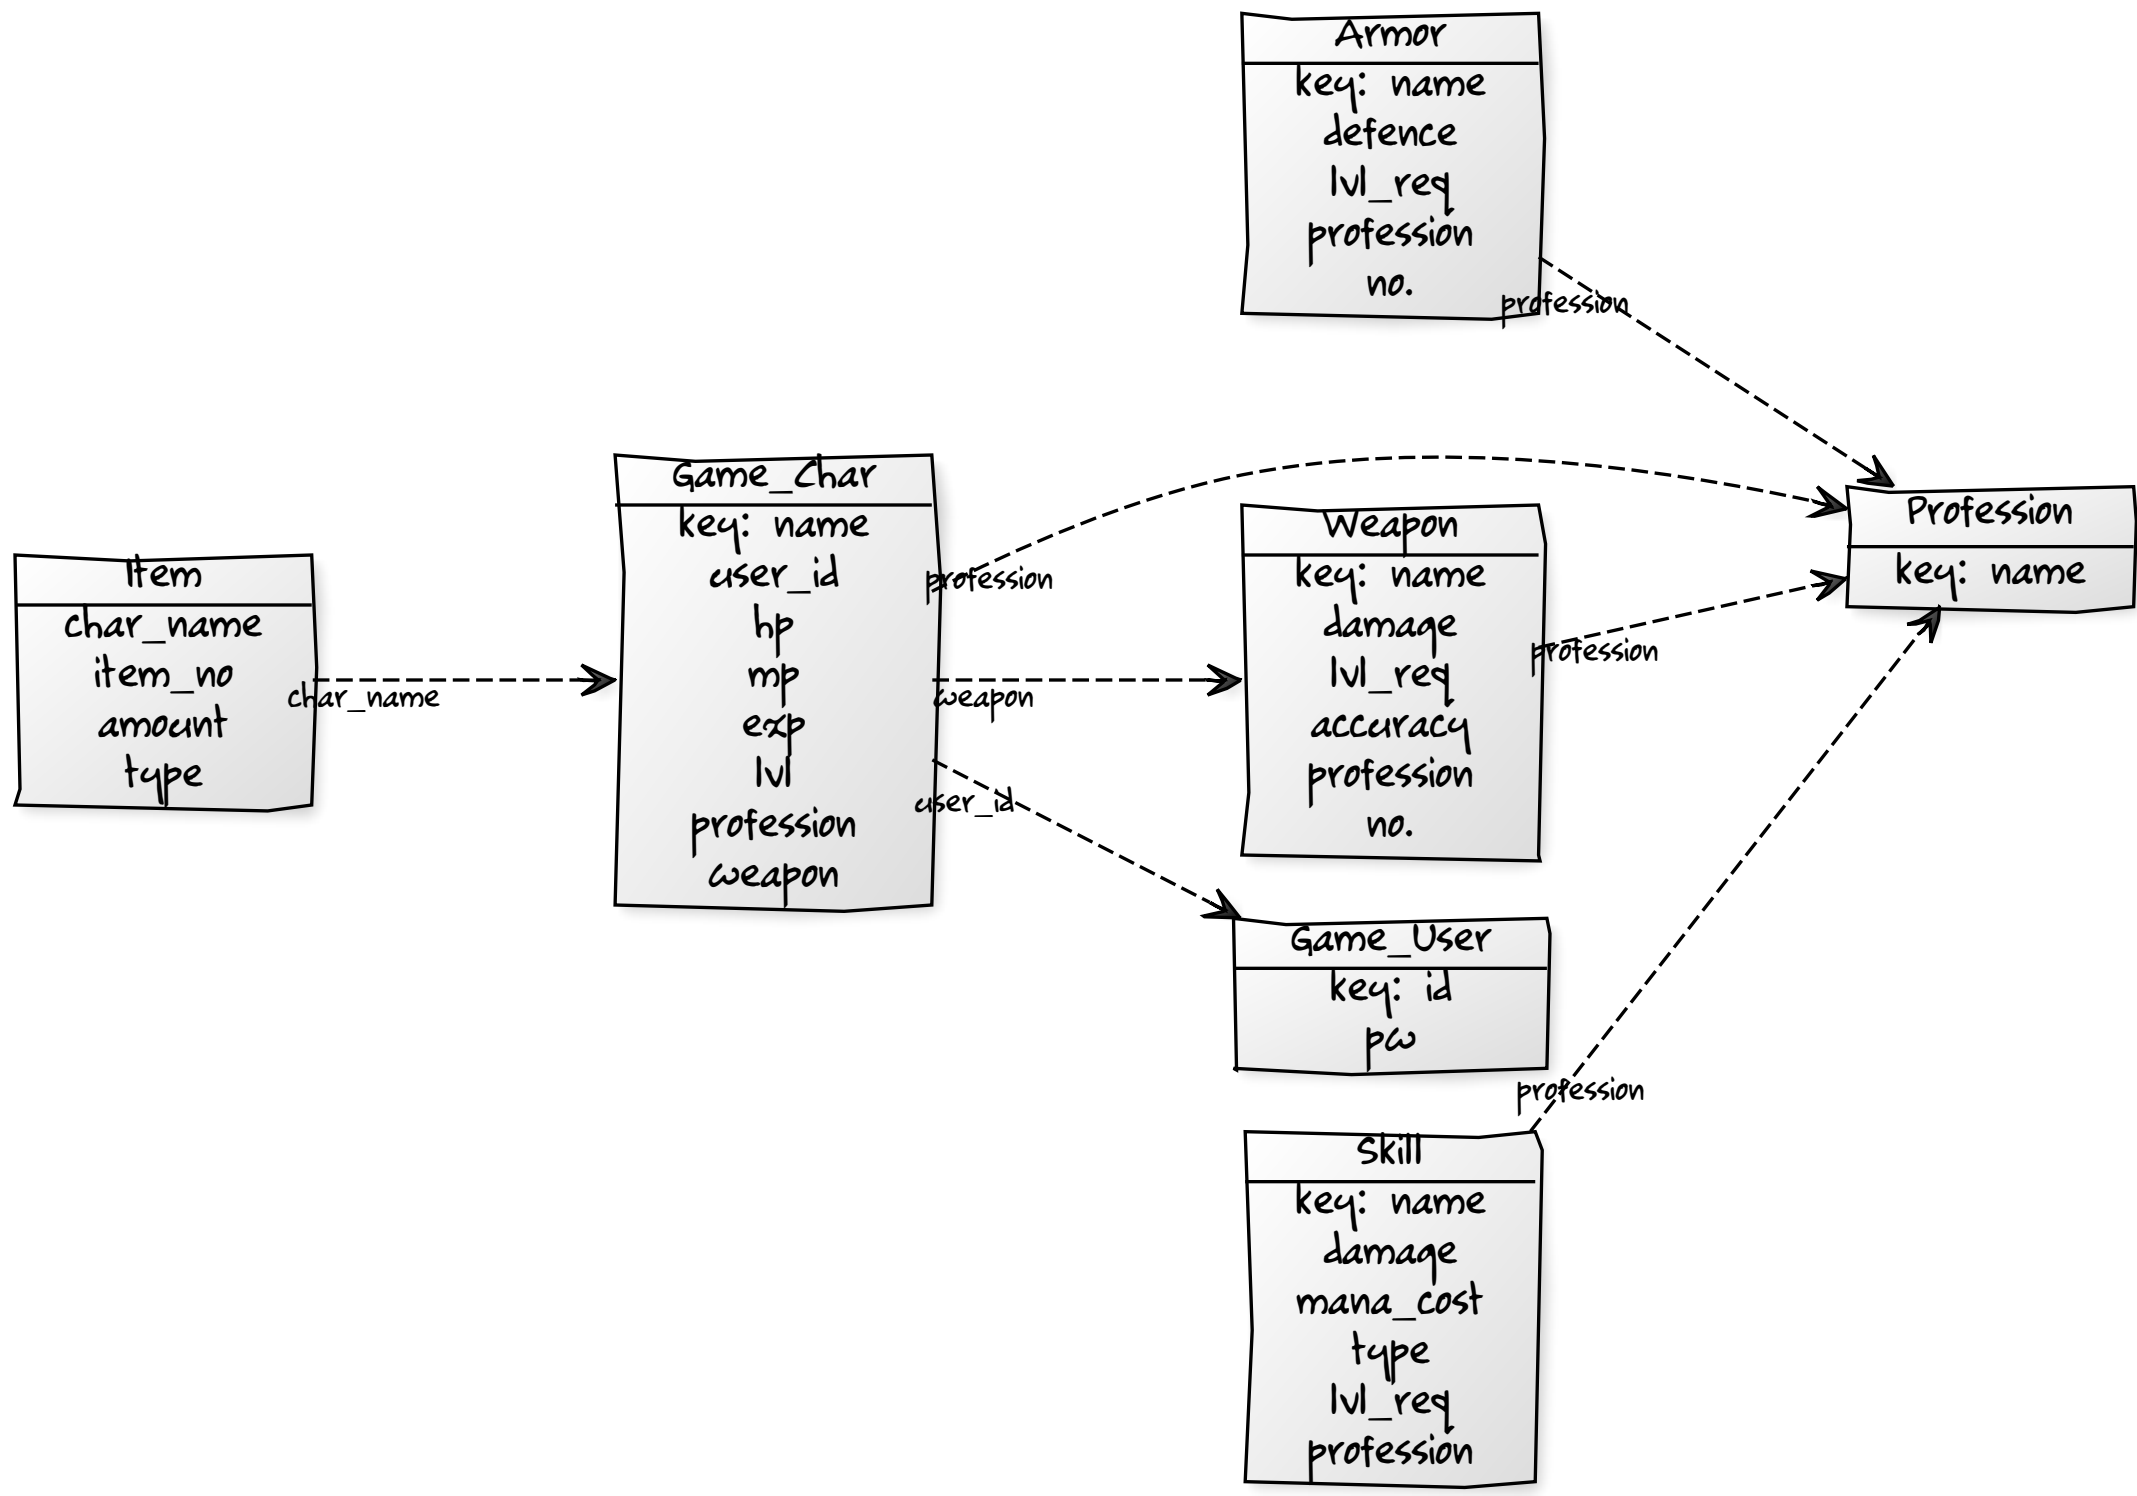 Armor
key: name
defence
lvl_req
profession
no.
profession
Game_Char
key: name
user_id
hp
mp
exp
lvl
profession
weapon
profession
weapon
user_id
Item
char_name
item_no
amount
type
char_name
Weapon
key: name
damage
lvl_req
accuracy
profession
no.
profession
Profession
key: name
Game_User
key: id
pw
profession
Skill
key: name
damage
mana_cost
type
lvl_req
profession